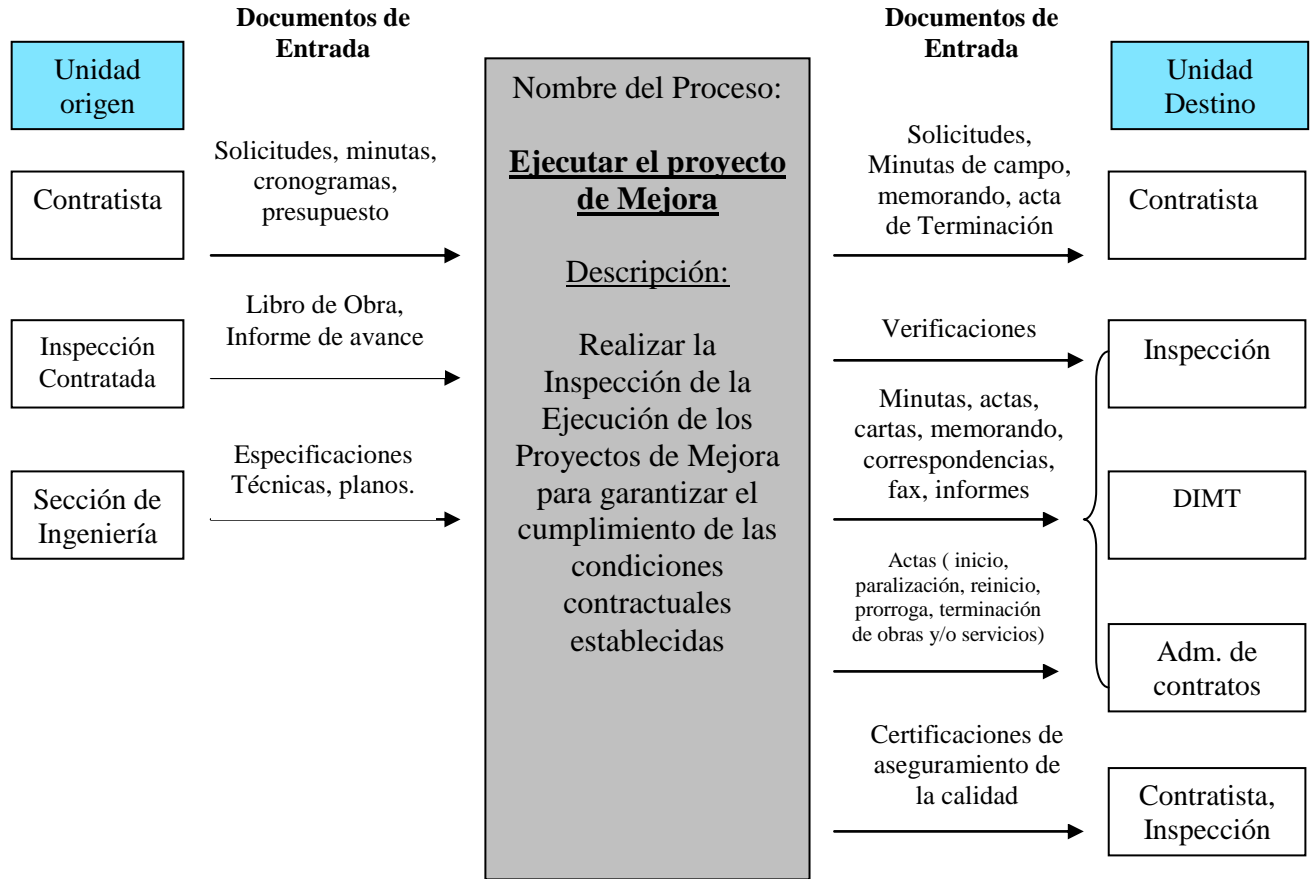 Documentos de
Entrada
Unidad
origen
Contratista
Inspección
Contratada
Sección de
Ingeniería
Solicitudes, minutas,
cronogramas,
presupuesto
Libro de Obra,
Informe de avance
Especificaciones
Técnicas, planos.
Nombre del Proceso:
Ejecutar el proyecto
de Mejora
Descripción:
Realizar la
Inspección de la
Ejecución de los
Proyectos de Mejora
para garantizar el
cumplimiento de las
condiciones
contractuales
establecidas
Documentos de
Entrada
Solicitudes,
Minutas de campo,
memorando, acta
de Terminación
Verificaciones
Minutas, actas,
cartas, memorando,
correspondencias,
fax, informes
Actas ( inicio,
paralización, reinicio,
prorroga, terminación
de obras y/o servicios)
Certificaciones de
aseguramiento de
la calidad
Unidad
Destino
Contratista
Inspección
DIMT
Adm. de
contratos
Contratista,
Inspección